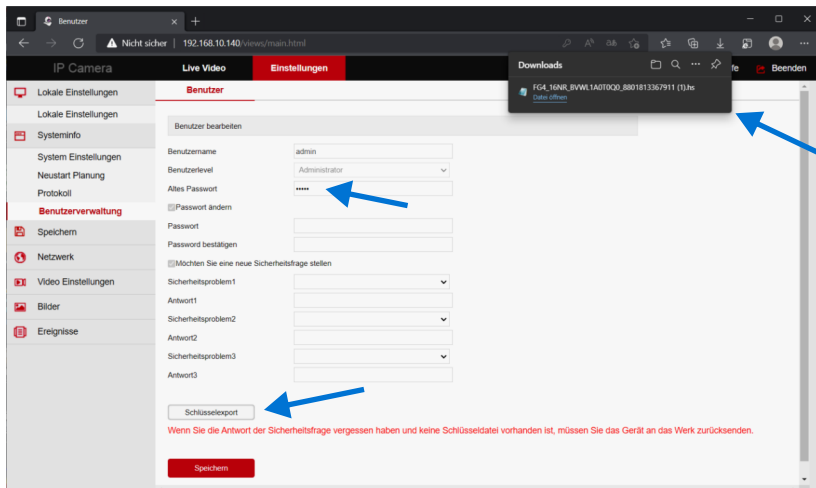 Benutzer
Nicht sicher | 192.168.10.140/views/main.html
IP Camera
Live Video
Einstellungen
Beenden
Downloads
FG4_16NR_BVWL1A0T0Q0_8801813367911 (1).hs
Datei öffnen
Lokale Einstellungen
Lokale Einstellungen
Systeminfo
System Einstellungen
Neustart Planung
Protokoll
Benutzerverwaltung
Speichern
Netzwerk
Video Einstellungen
Bilder
Ereignisse
Benutzer
Benutzer bearbeiten
Benutzername admin
Benutzerlevel Administrator
Altes Passwort •••••
Passwort ändern
Passwort
Password bestätigen
Möchten Sie eine neue Sicherheitsfrage stellen
Sicherheitsproblem1
Antwort1
Sicherheitsproblem2
Antwort2
Sicherheitsproblem3
Antwort3
Schlüsselexport
Wenn Sie die Antwort der Sicherheitsfrage vergessen haben und keine Schlüsseldatei vorhanden ist, müssen Sie das Gerät an das Werk zurücksenden.
Speichern